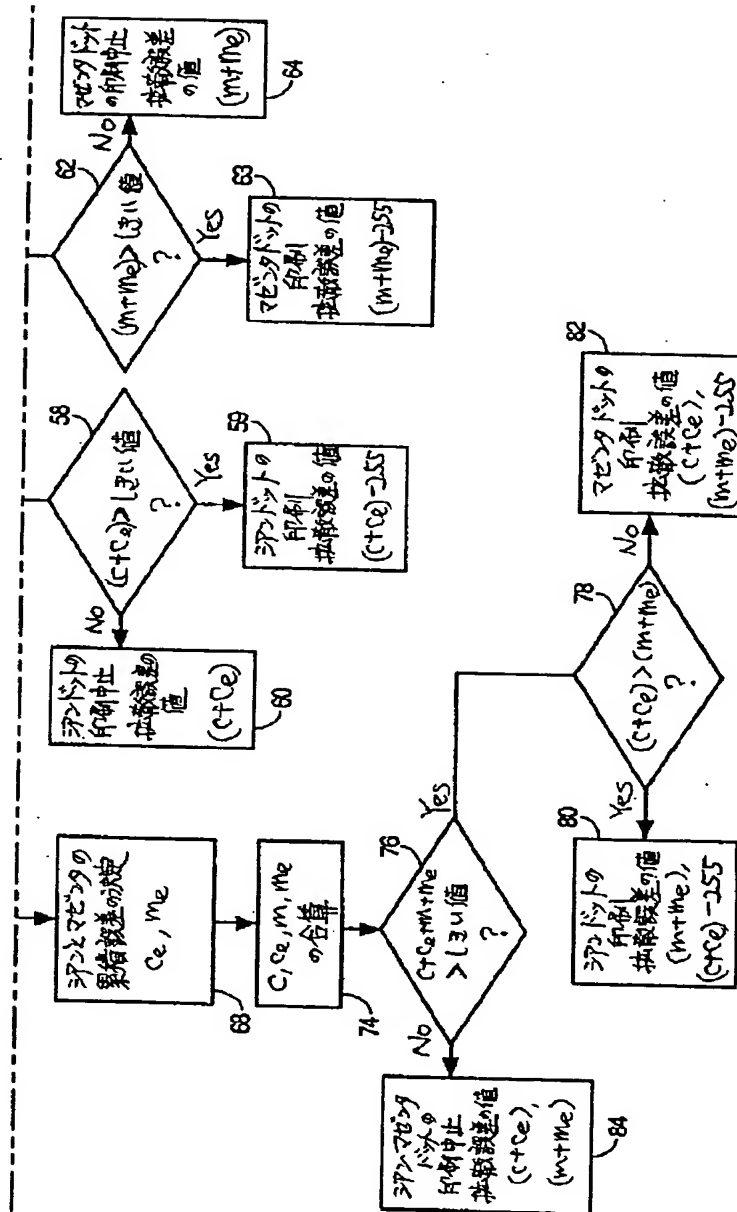 シアンとマゼンタの
累積誤差の決定
Ce, me
68
C, Ce, m, me
の合算
74
C+Ce+m+me
>しきい値
?
76
No
Yes
シアン、マゼンタ
ドットの
印刷中止
拡散誤差の値
(c+Ce),
(m+me)
84
(c+Ce)>(m+me)
?
78
Yes
No
シアンドットの
印刷
拡散誤差の値
(m+me),
(c+Ce)-255
80
マゼンタドットの
印刷
拡散誤差の値
(c+Ce),
(m+me)-255
82
(c+Ce)>しきい値
?
58
No
Yes
シアンドットの
印刷中止
拡散誤差の
値
(c+Ce)
60
シアンドットの
印刷
拡散誤差の値
(c+Ce)-255
59
(m+me)>しきい値
?
62
No
Yes
マゼンタドット
の印刷中止
拡散誤差
の値
(m+me)
64
マゼンタドットの
印刷
拡散誤差の値
(m+me)-255
63